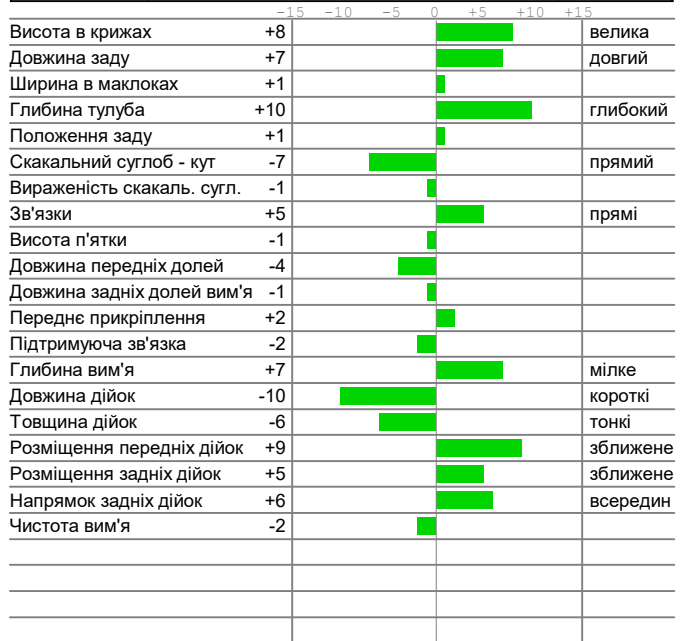 -15 -10 -5 0 +5 +10 +15
Висота в крижах +8 велика
Довжина заду +7 довгий
Ширина в маклоках +1
Глибина тулуба +10 глибокий
Положення заду +1
Скакальний суглоб - кут -7 прямий
Вираженість скакаль. сугл. -1
Зв'язки +5 прямі
Висота п'ятки -1
Довжина передніх долей -4
Довжина задніх долей вим'я -1
Переднє прикріплення +2
Підтримуюча зв'язка -2
Глибина вим'я +7 мілке
Довжина дійок -10 короткі
Товщина дійок -6 тонкі
Розміщення передніх дійок +9 зближене
Розміщення задніх дійок +5 зближене
Напрямок задніх дійок +6 всередин
Чистота вим'я -2